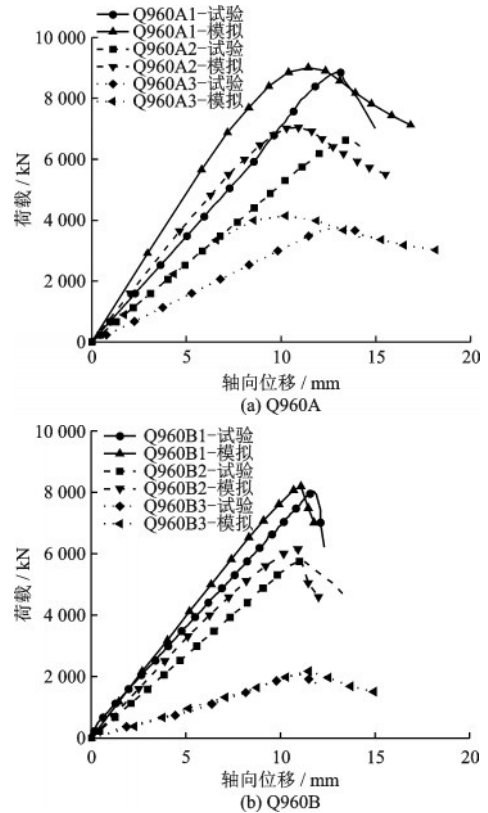 Q960A1-试验
Q960A1-模拟
Q960A2-试验
Q960A2-模拟
Q960A3-试验
Q960A3-模拟
10 000
8 000
6 000
4 000
2 000
0
荷载 / kN
0 5 10 15 20
轴向位移 / mm
(a) Q960A
Q960B1-试验
Q960B1-模拟
Q960B2-试验
Q960B2-模拟
Q960B3-试验
Q960B3-模拟
10 000
8 000
6 000
4 000
2 000
0
荷载 / kN
0 5 10 15 20
轴向位移 / mm
(b) Q960B